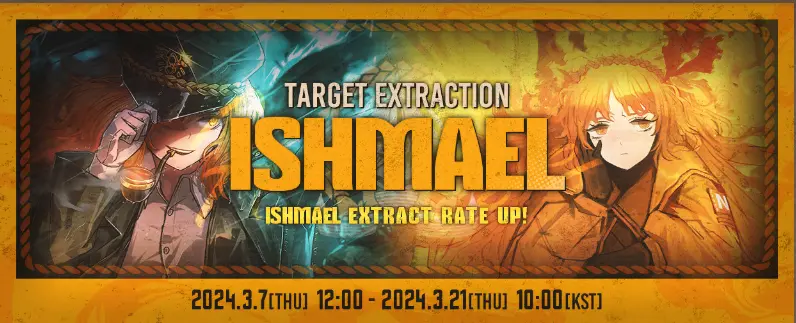 TARGET EXTRACTION
ISHMAEL
ISHMAEL EXTRACT RATE UP!
2024.3.7[THU] 12:00 - 2024.3.21[THU] 10:00[KST]